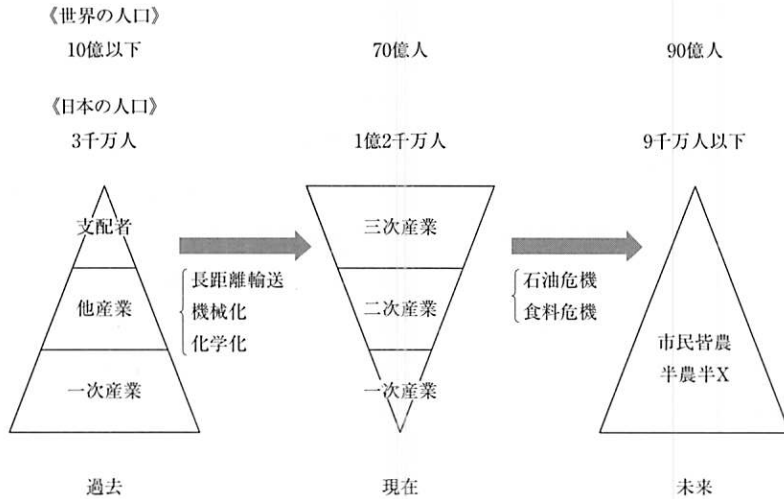 《世界の人口》
10億以下
70億人
90億人
《日本の人口》
3千万人
1億2千万人
9千万人以下
支配者
他産業
一次産業
長距離輸送
機械化
化学化
三次産業
二次産業
一次産業
石油危機
食料危機
市民皆農
半農半X
過去
現在
未来